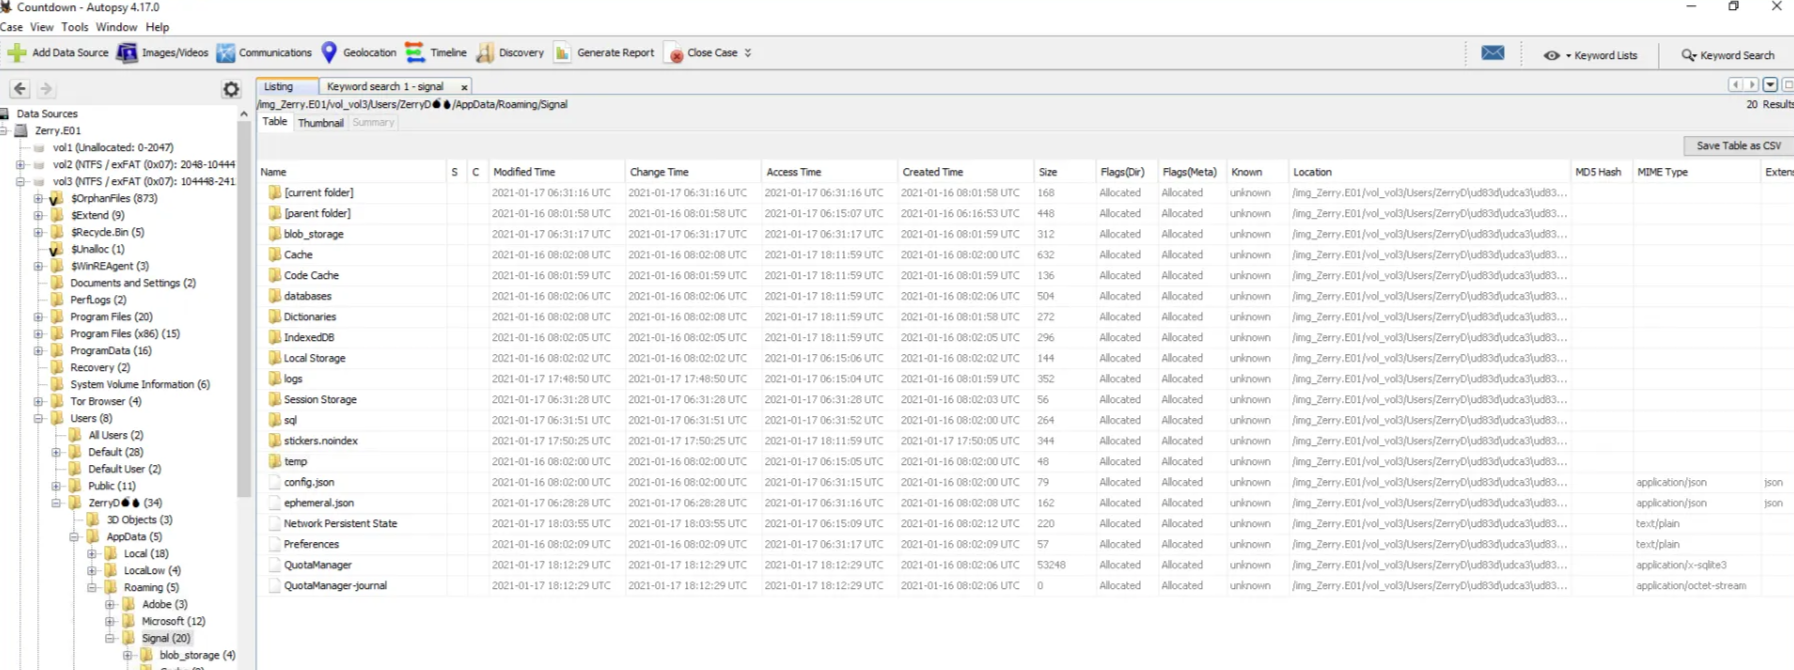 Countdown - Autopsy 4.17.0
Case View Tools Window Help
Add Data Source Images/Videos Communications Geolocation Timeline Discovery Generate Report Close Case Keyword Lists Keyword Search
Listing Keyword search 1 - signal x
/img_Zerry.E01/vol_vol3/Users/ZerryD💣💣/AppData/Roaming/Signal
20 Results
Table Thumbnail Summary
Save Table as CSV
Data Sources
Zerry.E01
vol1 (Unallocated: 0-2047)
vol2 (NTFS / exFAT (0x07): 2048-10444
vol3 (NTFS / exFAT (0x07): 104448-241
$OrphanFiles (873)
$Extend (9)
$Recycle.Bin (5)
$Unalloc (1)
$WinREAgent (3)
Documents and Settings (2)
PerfLogs (2)
Program Files (20)
Program Files (x86) (15)
ProgramData (16)
Recovery (2)
System Volume Information (6)
Tor Browser (4)
Users (8)
All Users (2)
Default (28)
Default User (2)
Public (11)
ZerryD💣💣 (34)
3D Objects (3)
AppData (5)
Local (18)
LocalLow (4)
Roaming (5)
Adobe (3)
Microsoft (12)
Signal (20)
blob_storage (4)
Name S C Modified Time Change Time Access Time Created Time Size Flags(Dir) Flags(Meta) Known Location MD5 Hash MIME Type Exten
[current folder] 2021-01-17 06:31:16 UTC 2021-01-17 06:31:16 UTC 2021-01-17 06:31:16 UTC 2021-01-16 08:01:58 UTC 168 Allocated Allocated unknown /img_Zerry.E01/vol_vol3/Users/ZerryD\ud83d\udca3\ud83...
[parent folder] 2021-01-16 08:01:58 UTC 2021-01-16 08:01:58 UTC 2021-01-17 06:15:07 UTC 2021-01-16 06:16:53 UTC 448 Allocated Allocated unknown /img_Zerry.E01/vol_vol3/Users/ZerryD\ud83d\udca3\ud83...
blob_storage 2021-01-17 06:31:17 UTC 2021-01-17 06:31:17 UTC 2021-01-17 06:31:17 UTC 2021-01-16 08:01:59 UTC 312 Allocated Allocated unknown /img_Zerry.E01/vol_vol3/Users/ZerryD\ud83d\udca3\ud83...
Cache 2021-01-16 08:02:08 UTC 2021-01-16 08:02:08 UTC 2021-01-17 18:11:59 UTC 2021-01-16 08:02:00 UTC 632 Allocated Allocated unknown /img_Zerry.E01/vol_vol3/Users/ZerryD\ud83d\udca3\ud83...
Code Cache 2021-01-16 08:01:59 UTC 2021-01-16 08:01:59 UTC 2021-01-17 18:11:59 UTC 2021-01-16 08:01:59 UTC 136 Allocated Allocated unknown /img_Zerry.E01/vol_vol3/Users/ZerryD\ud83d\udca3\ud83...
databases 2021-01-16 08:02:06 UTC 2021-01-16 08:02:06 UTC 2021-01-17 18:11:59 UTC 2021-01-16 08:02:06 UTC 504 Allocated Allocated unknown /img_Zerry.E01/vol_vol3/Users/ZerryD\ud83d\udca3\ud83...
Dictionaries 2021-01-16 08:02:08 UTC 2021-01-16 08:02:08 UTC 2021-01-17 18:11:59 UTC 2021-01-16 08:01:58 UTC 272 Allocated Allocated unknown /img_Zerry.E01/vol_vol3/Users/ZerryD\ud83d\udca3\ud83...
IndexedDB 2021-01-16 08:02:05 UTC 2021-01-16 08:02:05 UTC 2021-01-17 18:11:59 UTC 2021-01-16 08:02:05 UTC 296 Allocated Allocated unknown /img_Zerry.E01/vol_vol3/Users/ZerryD\ud83d\udca3\ud83...
Local Storage 2021-01-16 08:02:02 UTC 2021-01-16 08:02:02 UTC 2021-01-17 06:15:06 UTC 2021-01-16 08:02:02 UTC 144 Allocated Allocated unknown /img_Zerry.E01/vol_vol3/Users/ZerryD\ud83d\udca3\ud83...
logs 2021-01-17 17:48:50 UTC 2021-01-17 17:48:50 UTC 2021-01-17 06:15:04 UTC 2021-01-16 08:01:59 UTC 352 Allocated Allocated unknown /img_Zerry.E01/vol_vol3/Users/ZerryD\ud83d\udca3\ud83...
Session Storage 2021-01-17 06:31:28 UTC 2021-01-17 06:31:28 UTC 2021-01-17 06:31:28 UTC 2021-01-16 08:02:03 UTC 56 Allocated Allocated unknown /img_Zerry.E01/vol_vol3/Users/ZerryD\ud83d\udca3\ud83...
sql 2021-01-17 06:31:51 UTC 2021-01-17 06:31:51 UTC 2021-01-17 06:31:52 UTC 2021-01-16 08:02:00 UTC 264 Allocated Allocated unknown /img_Zerry.E01/vol_vol3/Users/ZerryD\ud83d\udca3\ud83...
stickers.noindex 2021-01-17 17:50:25 UTC 2021-01-17 17:50:25 UTC 2021-01-17 18:11:59 UTC 2021-01-17 17:50:05 UTC 344 Allocated Allocated unknown /img_Zerry.E01/vol_vol3/Users/ZerryD\ud83d\udca3\ud83...
temp 2021-01-16 08:02:00 UTC 2021-01-16 08:02:00 UTC 2021-01-17 06:15:05 UTC 2021-01-16 08:02:00 UTC 48 Allocated Allocated unknown /img_Zerry.E01/vol_vol3/Users/ZerryD\ud83d\udca3\ud83...
config.json 2021-01-16 08:02:00 UTC 2021-01-16 08:02:00 UTC 2021-01-17 06:31:15 UTC 2021-01-16 08:02:00 UTC 79 Allocated Allocated unknown /img_Zerry.E01/vol_vol3/Users/ZerryD\ud83d\udca3\ud83... application/json json
ephemeral.json 2021-01-17 06:28:28 UTC 2021-01-17 06:28:28 UTC 2021-01-17 06:31:16 UTC 2021-01-16 08:02:08 UTC 162 Allocated Allocated unknown /img_Zerry.E01/vol_vol3/Users/ZerryD\ud83d\udca3\ud83... application/json json
Network Persistent State 2021-01-17 18:03:55 UTC 2021-01-17 18:03:55 UTC 2021-01-17 06:15:09 UTC 2021-01-16 08:02:12 UTC 220 Allocated Allocated unknown /img_Zerry.E01/vol_vol3/Users/ZerryD\ud83d\udca3\ud83... text/plain
Preferences 2021-01-16 08:02:09 UTC 2021-01-16 08:02:09 UTC 2021-01-17 06:31:17 UTC 2021-01-16 08:02:09 UTC 57 Allocated Allocated unknown /img_Zerry.E01/vol_vol3/Users/ZerryD\ud83d\udca3\ud83... text/plain
QuotaManager 2021-01-17 18:12:29 UTC 2021-01-17 18:12:29 UTC 2021-01-17 18:12:29 UTC 2021-01-16 08:02:06 UTC 53248 Allocated Allocated unknown /img_Zerry.E01/vol_vol3/Users/ZerryD\ud83d\udca3\ud83... application/x-sqlite3
QuotaManager-journal 2021-01-17 18:12:29 UTC 2021-01-17 18:12:29 UTC 2021-01-17 18:12:29 UTC 2021-01-16 08:02:06 UTC 0 Allocated Allocated unknown /img_Zerry.E01/vol_vol3/Users/ZerryD\ud83d\udca3\ud83... application/octet-stream